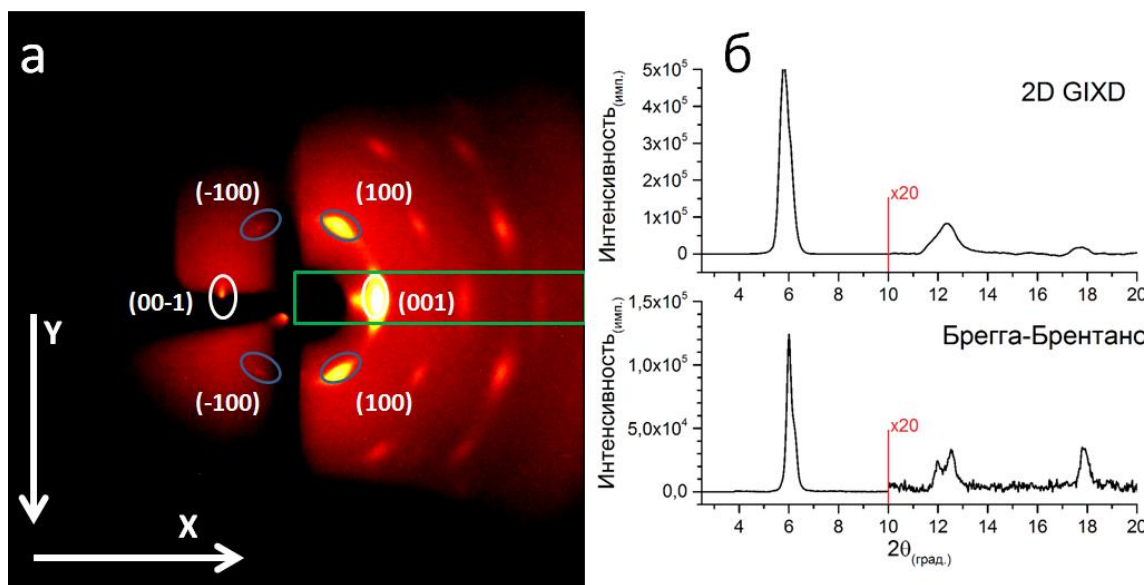 а
(-100)
(100)
(00-1)
(001)
Y
(-100)
(100)
X
б
2D GIXD
Интенсивность(имп.)
5x10⁵
4x10⁵
3x10⁵
2x10⁵
1x10⁵
0
x20
4 6 8 10 12 14 16 18 20
Брегга-Брентано
Интенсивность(имп.)
1,5x10⁵
1,0x10⁵
5,0x10⁴
0,0
x20
4 6 8 10 12 14 16 18 20
2θ(град.)